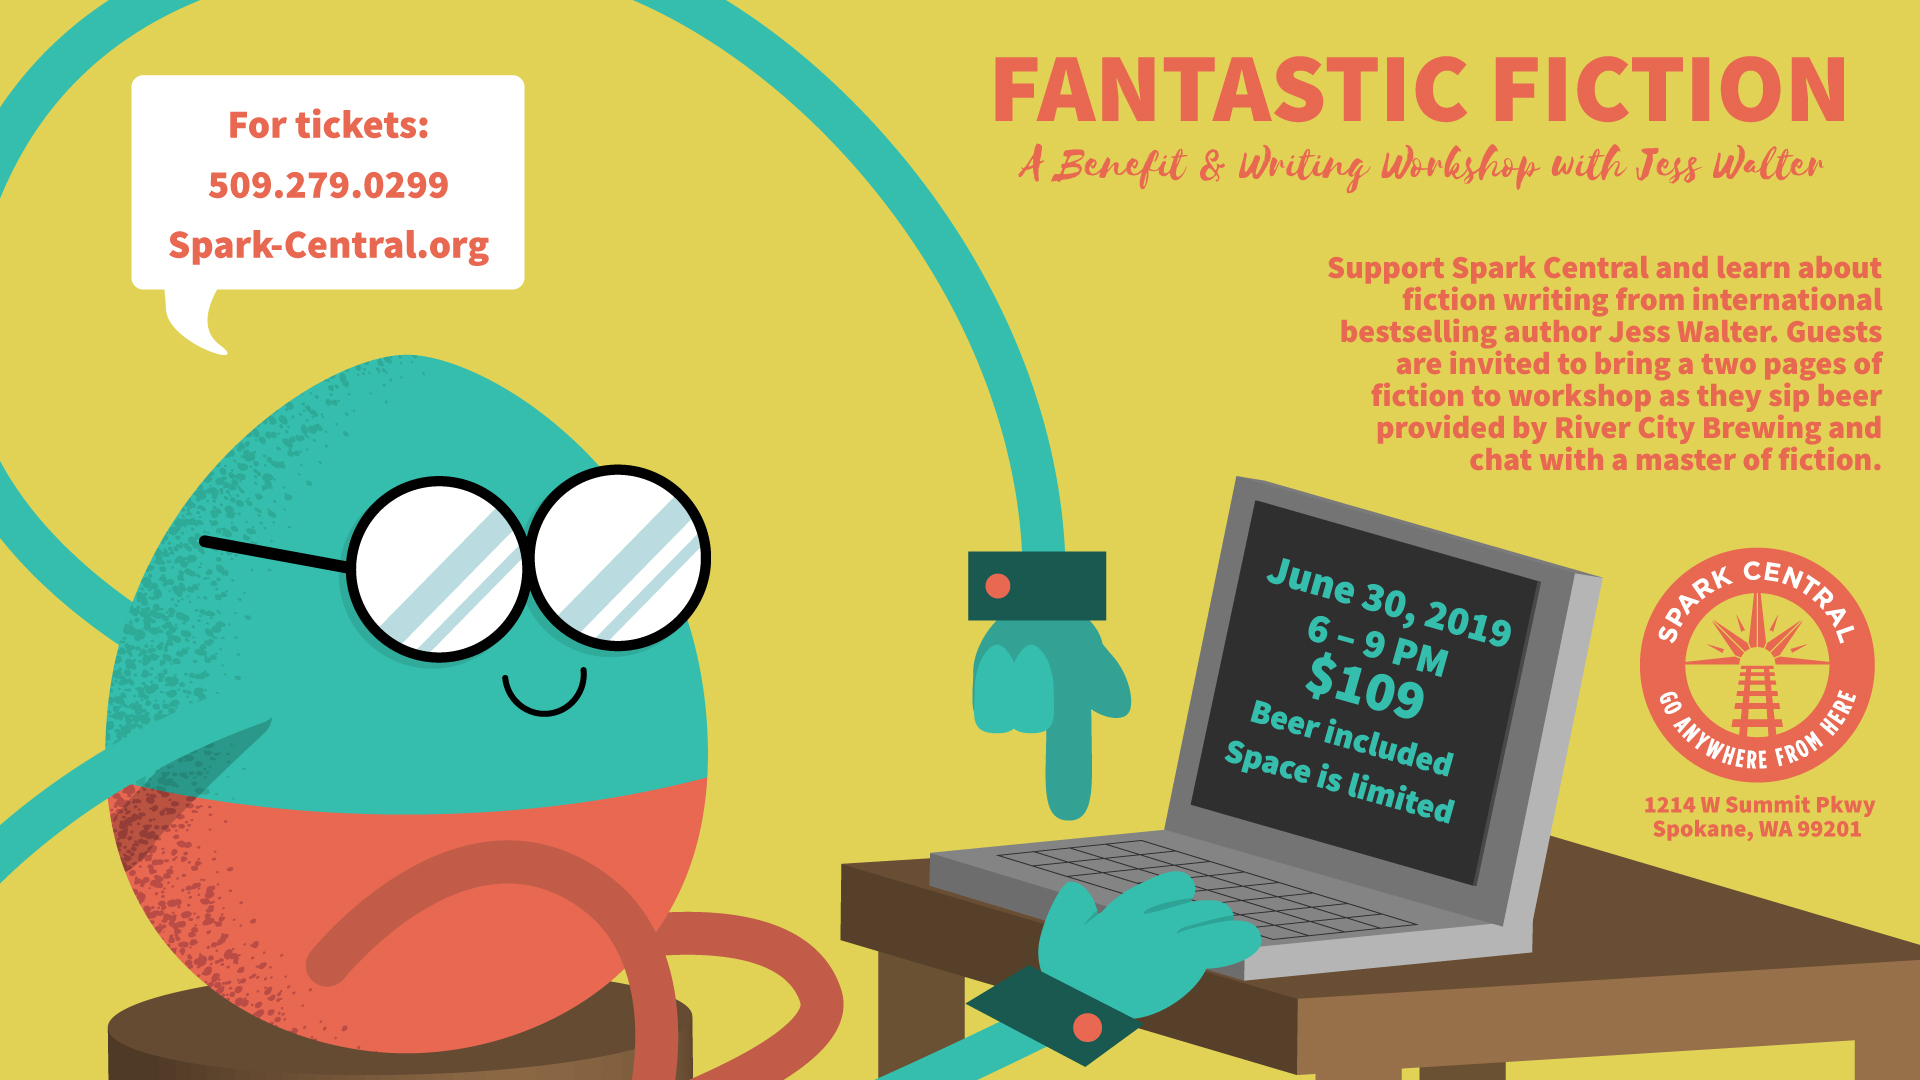 For tickets:
509.279.0299
Spark-Central.org
FANTASTIC FICTION
A Benefit & Writing Workshop with Jess Walter
Support Spark Central and learn about
fiction writing from international
bestselling author Jess Walter. Guests
are invited to bring a two pages of
fiction to workshop as they sip beer
provided by River City Brewing and
chat with a master of fiction.
June 30, 2019
6 – 9 PM
$109
Beer included
Space is limited
SPARK CENTRAL
GO ANYWHERE FROM HERE
1214 W Summit Pkwy
Spokane, WA 99201